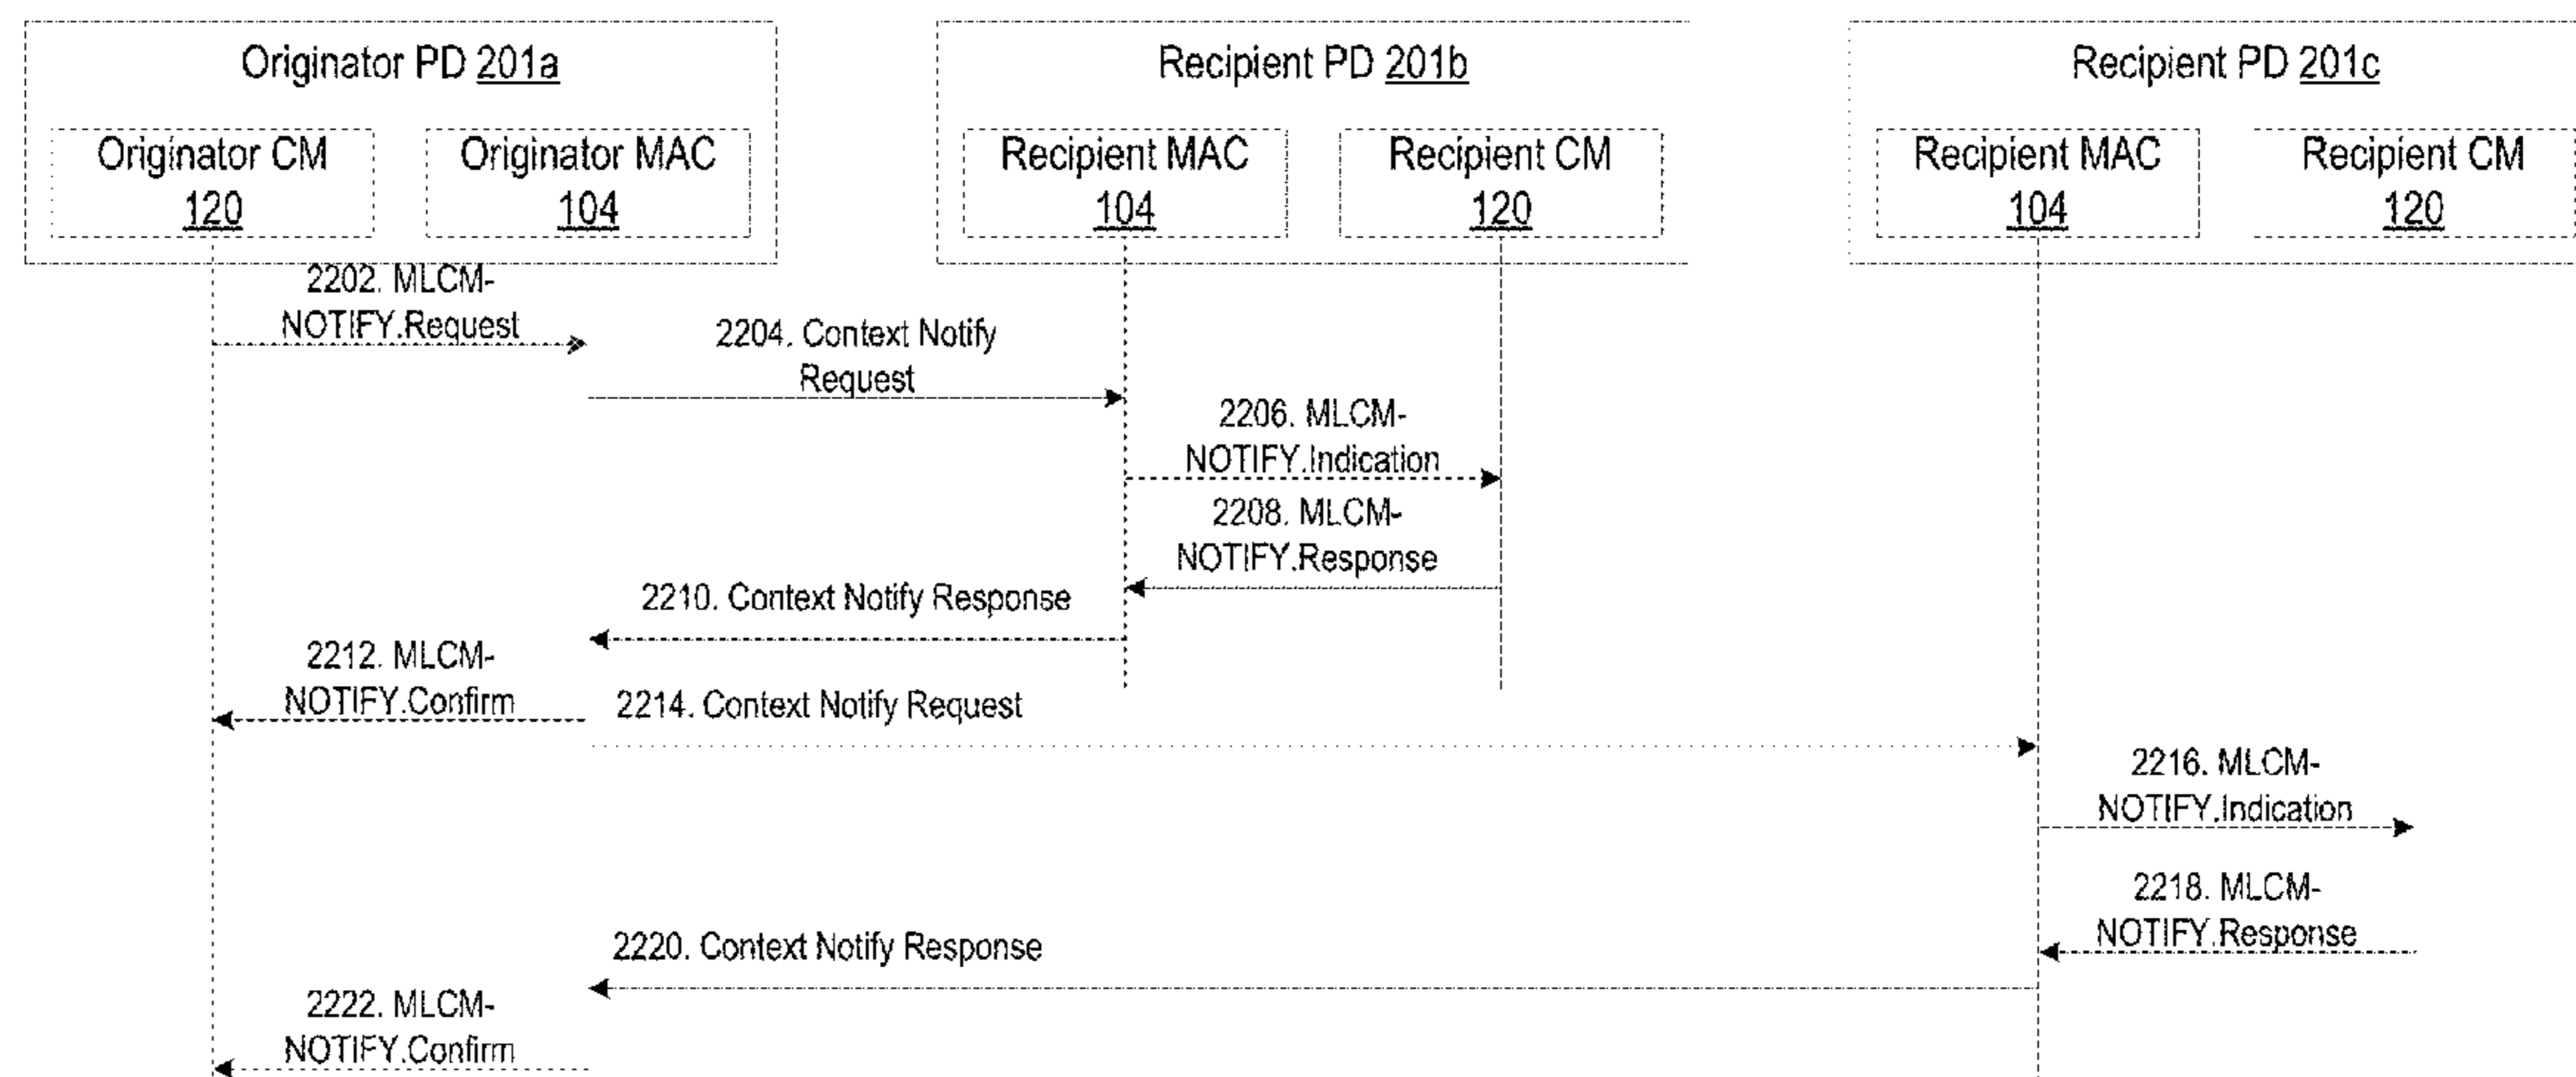 Originator PD 201a
Recipient PD 201b
Recipient PD 201c
Originator CM
120
Originator MAC
104
Recipient MAC
104
Recipient CM
120
Recipient MAC
104
Recipient CM
120
2202. MLCM-
NOTIFY.Request
2204. Context Notify
Request
2206. MLCM-
NOTIFY.Indication
2208. MLCM-
NOTIFY.Response
2210. Context Notify Response
2212. MLCM-
NOTIFY.Confirm
2214. Context Notify Request
2216. MLCM-
NOTIFY.Indication
2218. MLCM-
NOTIFY.Response
2220. Context Notify Response
2222. MLCM-
NOTIFY.Confirm